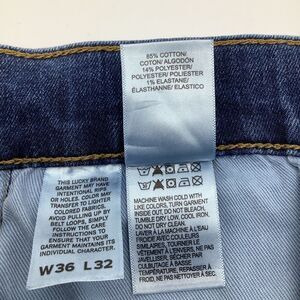 85% COTTON/
COTON/ALGODÓN
14% POLYESTER/
POLYESTER/ POLIESTER
1% ELASTANE/
ÉLASTHANNE/ ELASTICO
THIS LUCKY BRAND
GARMENT MAY HAVE
INTENTIONAL RIPS
OR HOLES. COLOR MAY
TRANSFER TO LIGHTER
COLORED FABRICS.
AVOID PULLING UP BY
BELT LOOPS. SIMPLY
FOLLOW THE CARE
INSTRUCTIONS TO
ENSURE THAT YOUR
GARMENT MAINTAINS ITS
INDIVIDUAL CHARACTER.
W36 L32
MACHINE WASH COLD WITH
LIKE COLORS, TURN GARMENT
INSIDE OUT, DO NOT BLEACH,
TUMBLE DRY LOW, COOL IRON,
DO NOT DRY CLEAN.
LAVER À LA MACHINE À L'EAU
FROIDE AVEC COULEURS
SIMILAIRES, TOURNER LE
VÊTEMENT À L'ENVERS, NE PAS
JAVELLISER, SÉCHER PAR
CULBUTAGE À BASSE
TEMPÉRATURE, REPASSER À
FROID, NE PAS NETTOYER
À SEC.